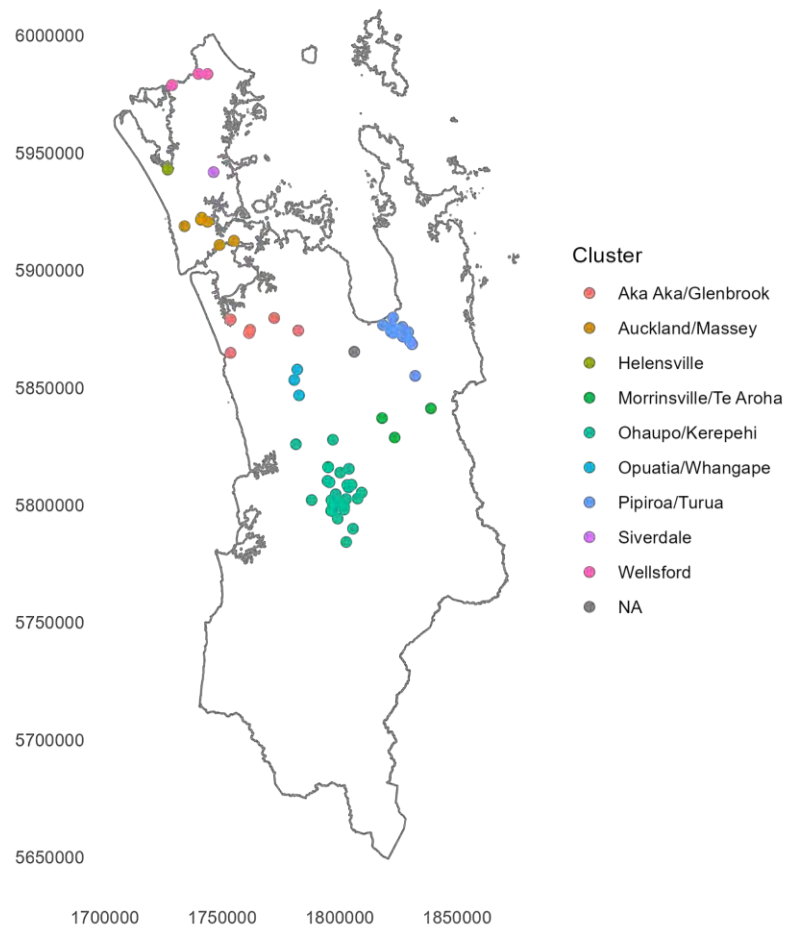 6000000
5950000
5900000
5850000
5800000
5750000
5700000
5650000
1700000 1750000 1800000 1850000
Cluster
Aka Aka/Glenbrook
Auckland/Massey
Helensville
Morrinsville/Te Aroha
Ohaupo/Kerepehi
Opuatia/Whangape
Pipiroa/Turua
Siverdale
Wellsford
NA